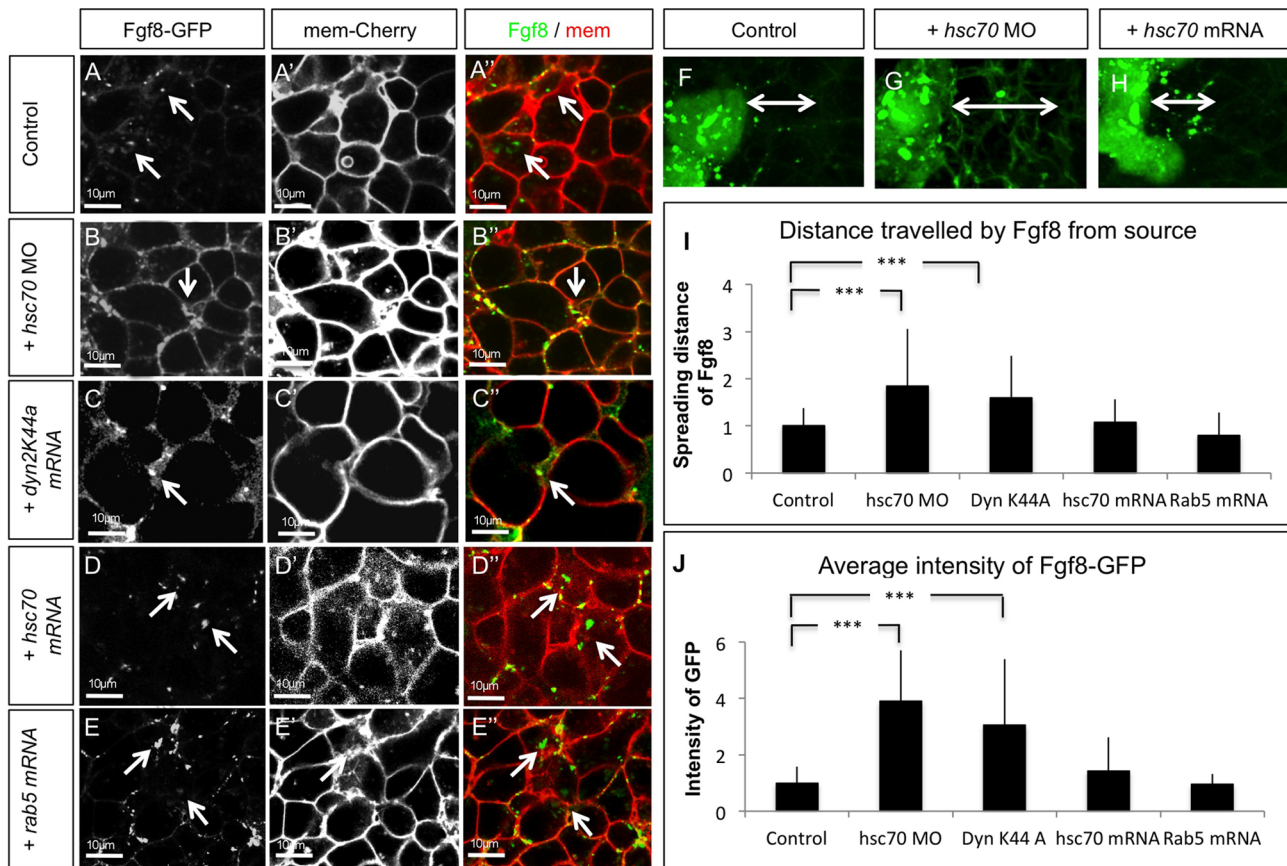 Fgf8-GFP
mem-Cherry
Fgf8 / mem
Control
+ hsc70 MO
+ hsc70 mRNA
Control
A
10μm
A'
10μm
A''
10μm
+ hsc70 MO
B
10μm
B'
10μm
B''
10μm
+ dyn2K44a
mRNA
C
10μm
C'
10μm
C''
10μm
+ hsc70
mRNA
D
10μm
D'
10μm
D''
10μm
+ rab5 mRNA
E
10μm
E'
10μm
E''
10μm
F
G
H
I
Distance travelled by Fgf8 from source
***
***
Spreading distance
of Fgf8
4
3
2
1
0
Control
hsc70 MO
Dyn K44A
hsc70 mRNA
Rab5 mRNA
J
Average intensity of Fgf8-GFP
***
***
Intensity of GFP
6
4
2
0
Control
hsc70 MO
Dyn K44 A
hsc70 mRNA
Rab5 mRNA